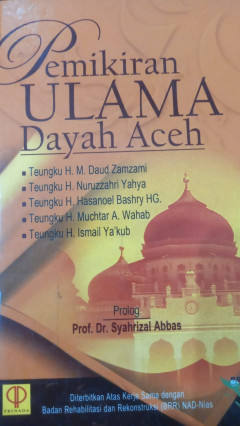 Pemikiran
ULAMA
Dayah Aceh
Teungku H. M. Daud Zamzami
Teungku H. Nuruzzahri Yahya
Teungku H, Hasanoel Bashry HG.
Teungku H. Muchtar A. Wahab
Teungku H. Ismail Ya'kub
Prolog
Prof. Dr. Syahrizal Abbas
PRENADA
Diterbitkan Atas Kerja Sama dengan
Badan Rehabilitasi dan Rekonstruksi (BRR) NAD-Nias